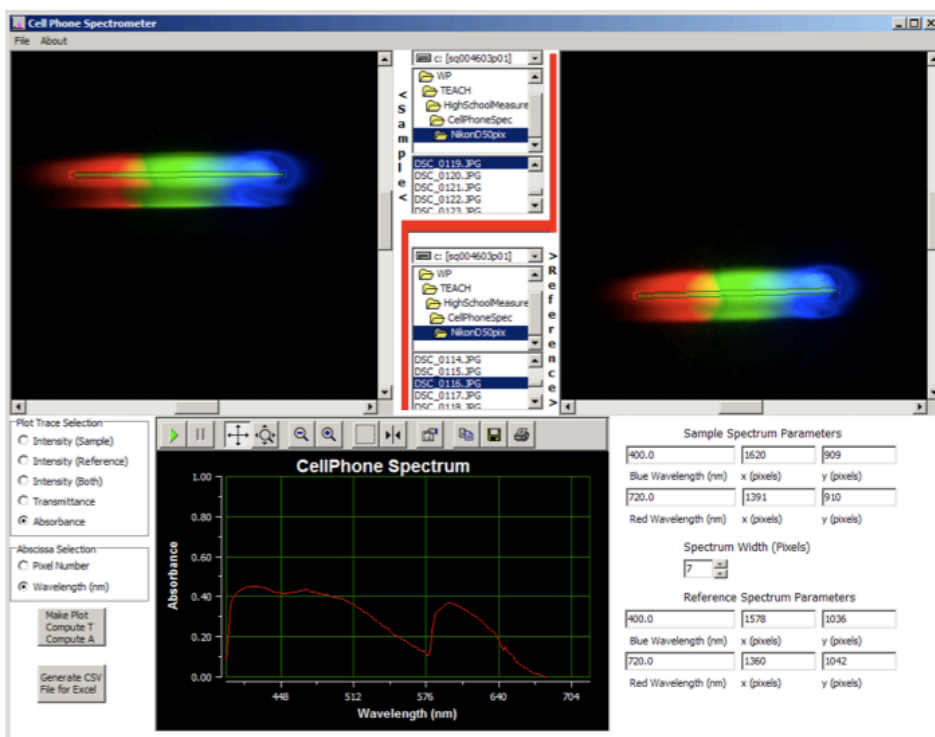 Cell Phone Spectrometer
File About
c: [sq004603p01]
WP
TEACH
HighSchoolMeasure
CellPhoneSpec
NikonD50pix
DSC_0119.JPG
DSC_0120.JPG
DSC_0121.JPG
DSC_0122.JPG
DSC_0123.JPG
< Sample <
c: [sq004603p01]
WP
TEACH
HighSchoolMeasure
CellPhoneSpec
NikonD50pix
DSC_0114.JPG
DSC_0115.JPG
DSC_0116.JPG
DSC_0117.JPG
DSC_0118.JPG
> Reference >
Plot Trace Selection
Intensity (Sample)
Intensity (Reference)
Intensity (Both)
Transmittance
Absorbance
Abscissa Selection
Pixel Number
Wavelength (nm)
Make Plot
Compute T
Compute A
Generate CSV
File for Excel
CellPhone Spectrum
Absorbance
1.00
0.80
0.60
0.40
0.20
0.00
448 512 576 640 704
Wavelength (nm)
Sample Spectrum Parameters
400.0 1620 909
Blue Wavelength (nm) x (pixels) y (pixels)
720.0 1391 910
Red Wavelength (nm) x (pixels) y (pixels)
Spectrum Width (Pixels)
7
Reference Spectrum Parameters
400.0 1578 1036
Blue Wavelength (nm) x (pixels) y (pixels)
720.0 1360 1042
Red Wavelength (nm) x (pixels) y (pixels)